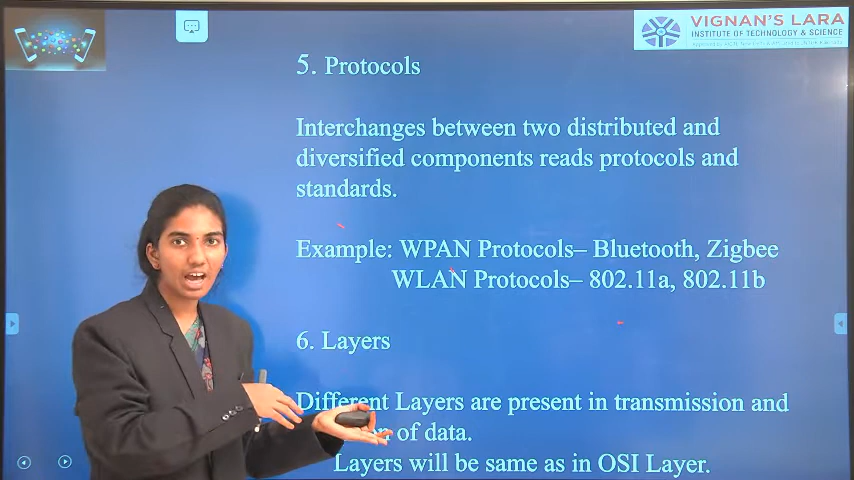 VIGNAN'S LARA
INSTITUTE OF TECHNOLOGY & SCIENCE
5. Protocols
Interchanges between two distributed and
diversified components reads protocols and
standards.
Example: WPAN Protocols– Bluetooth, Zigbee
WLAN Protocols– 802.11a, 802.11b
6. Layers
Different Layers are present in transmission and
of data.
Layers will be same as in OSI Layer.